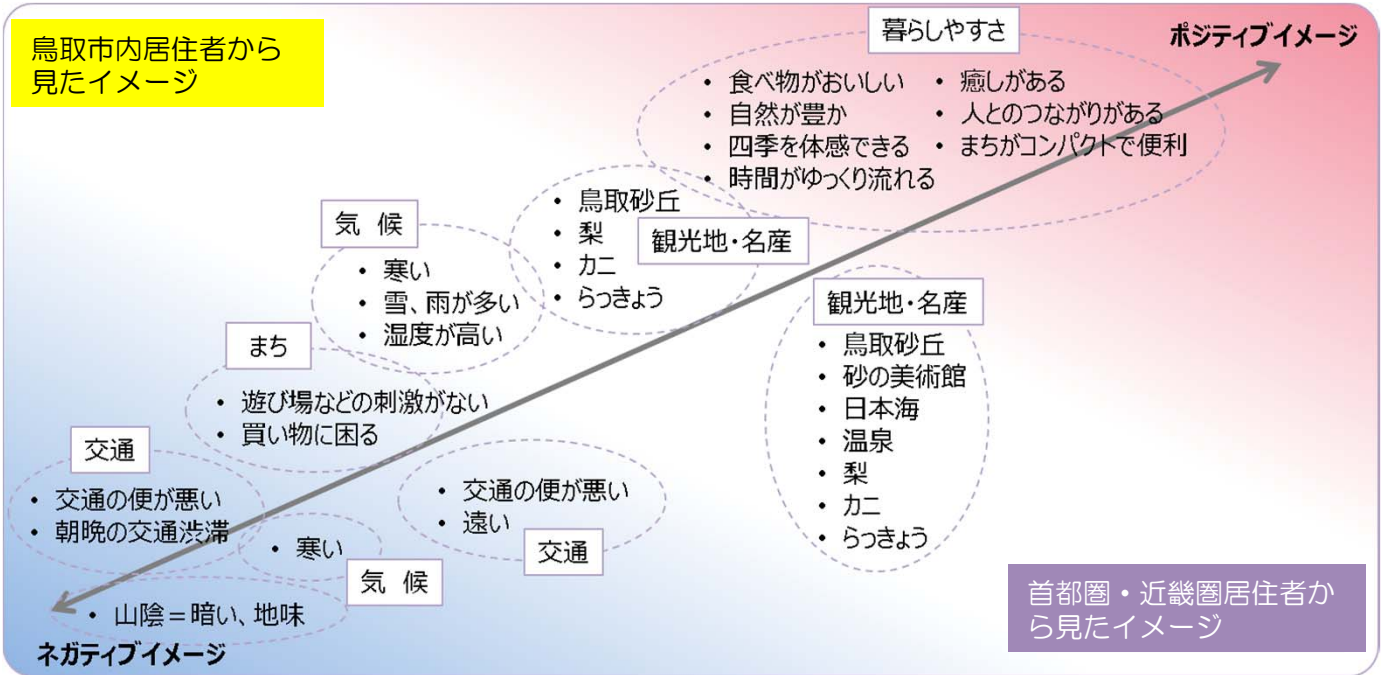 鳥取市内居住者から
見たイメージ
暮らしやすさ
ポジティブイメージ
• 食べ物がおいしい
• 自然が豊か
• 四季を体感できる
• 時間がゆっくり流れる
• 癒しがある
• 人とのつながりがある
• まちがコンパクトで便利
• 鳥取砂丘
• 梨
• カニ
• らっきょう
観光地・名産
気 候
• 寒い
• 雪、雨が多い
• 湿度が高い
まち
• 遊び場などの刺激がない
• 買い物に困る
交通
• 交通の便が悪い
• 朝晩の交通渋滞
観光地・名産
• 鳥取砂丘
• 砂の美術館
• 日本海
• 温泉
• 梨
• カニ
• らっきょう
• 交通の便が悪い
• 遠い
交通
• 寒い
気 候
• 山陰＝暗い、地味
ネガティブイメージ
首都圏・近畿圏居住者か
ら見たイメージ